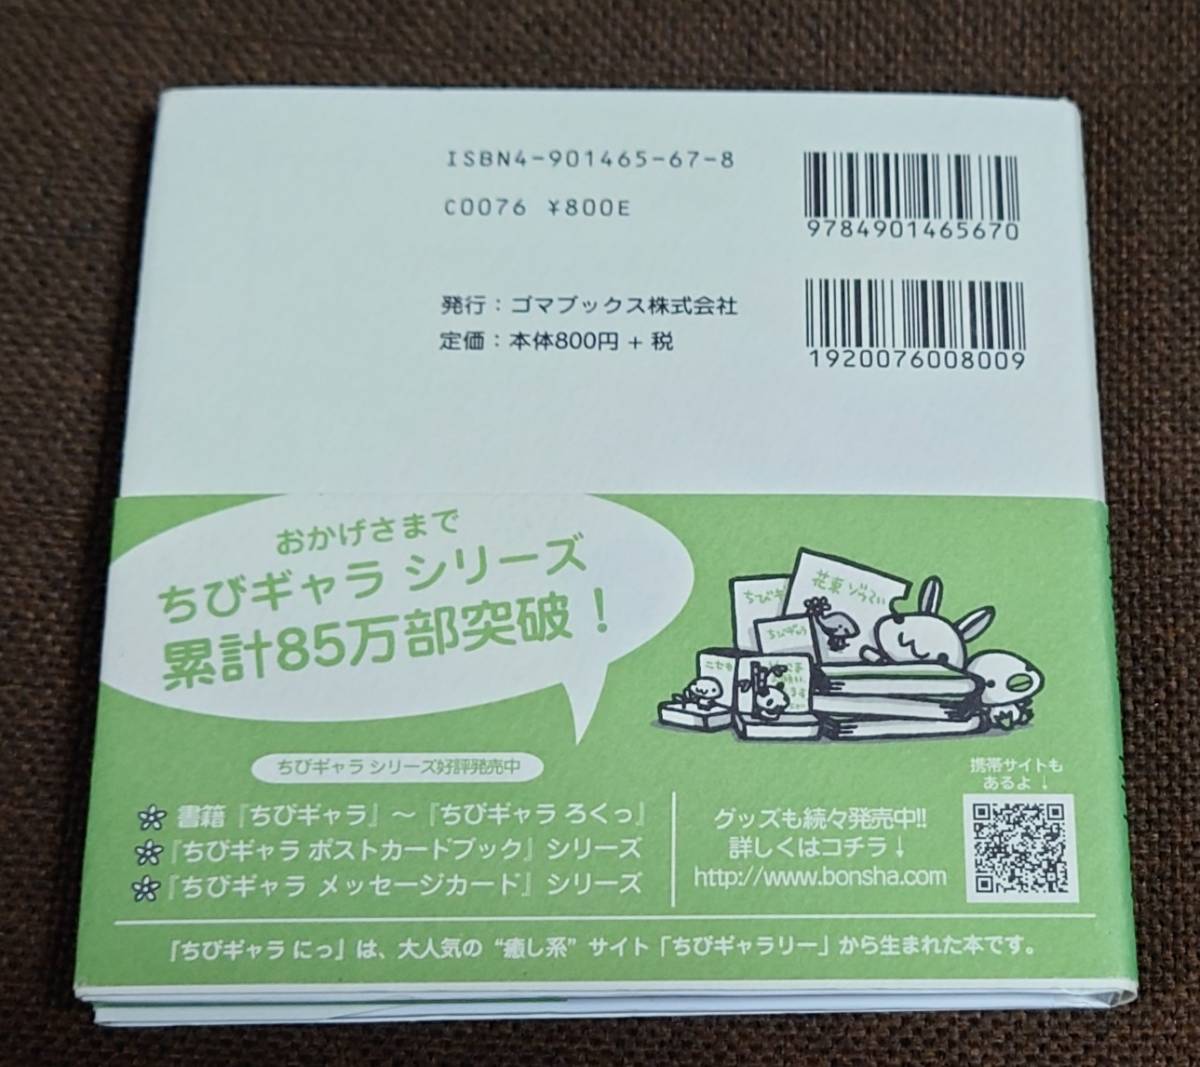 ISBN4-901465-67-8
C0076 ¥800E
9784901465670
発行：ゴマブックス株式会社
定価：本体800円 + 税
1920076008009
おかげさまで
ちびギャラ シリーズ
累計85万部突破！
花束
ちびギャラ シリーズ好評発売中
書籍『ちびギャラ』～『ちびギャラ ろくっ』
『ちびギャラ ポストカードブック』シリーズ
『ちびギャラ メッセージカード』シリーズ
グッズも続々発売中!!
詳しくはコチラ↓
http://www.bonsha.com
携帯サイトも
あるよ↓
『ちびギャラ にっ』は、大人気の“癒し系”サイト「ちびギャラリー」から生まれた本です。